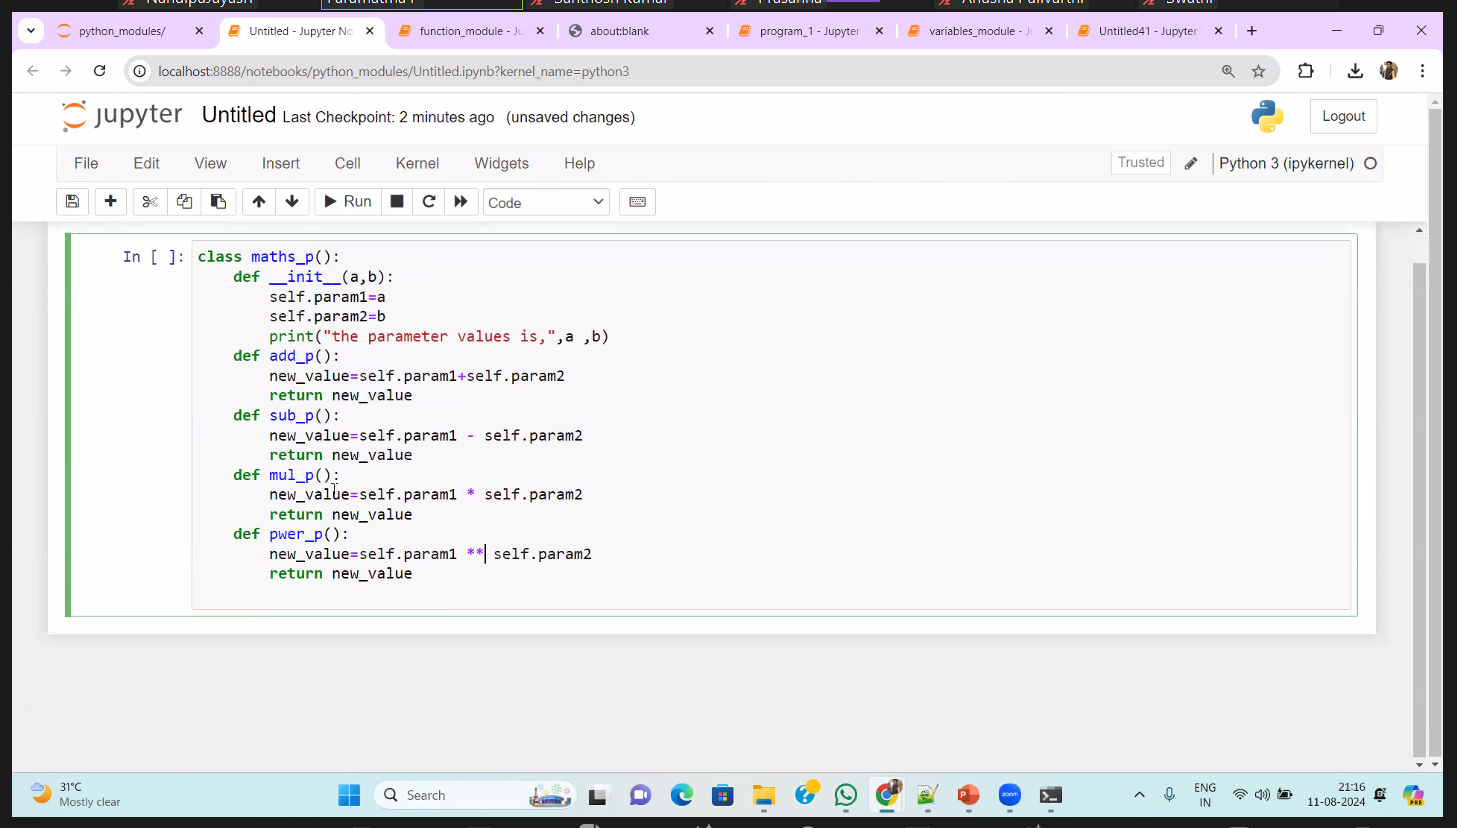 python_modules/
Untitled - Jupyter No
function_module - Ju
about:blank
program_1 - Jupyter
variables_module - J
Untitled41 - Jupyter
localhost:8888/notebooks/python_modules/Untitled.ipynb?kernel_name=python3
jupyter Untitled Last Checkpoint: 2 minutes ago (unsaved changes)
Logout
File Edit View Insert Cell Kernel Widgets Help
Trusted
Python 3 (ipykernel)
Run
Code
In [ ]: class maths_p():
def __init__(a,b):
self.param1=a
self.param2=b
print("the parameter values is,",a ,b)
def add_p():
new_value=self.param1+self.param2
return new_value
def sub_p():
new_value=self.param1 - self.param2
return new_value
def mul_p():
new_value=self.param1 * self.param2
return new_value
def pwer_p():
new_value=self.param1 ** self.param2
return new_value
31°C
Mostly clear
Search
zoom
ENG
IN
21:16
11-08-2024
PRE